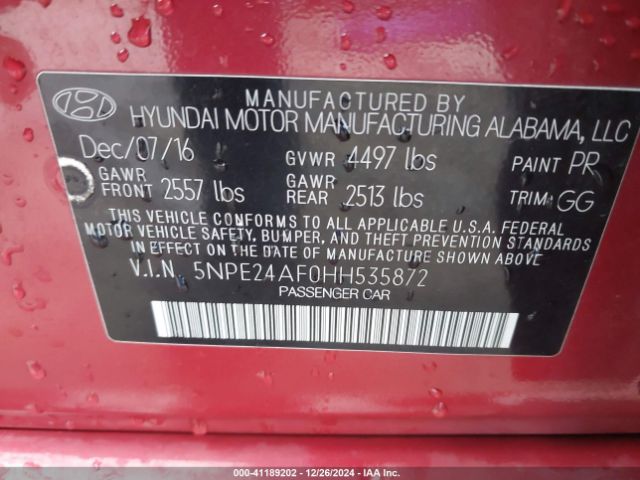 MANUFACTURED BY
HYUNDAI MOTOR MANUFACTURING ALABAMA, LLC
Dec/07/16 GVWR 4497 lbs PAINT PR
GAWR FRONT 2557 lbs GAWR REAR 2513 lbs TRIM: GG
THIS VEHICLE CONFORMS TO ALL APPLICABLE U.S.A. FEDERAL
MOTOR VEHICLE SAFETY, BUMPER, AND THEFT PREVENTION STANDARDS
IN EFFECT ON THE DATE OF MANUFACTURE SHOWN ABOVE.
V.I.N. 5NPE24AF0HH535872
PASSENGER CAR
000-41189202 - 12/26/2024 - IAA Inc.